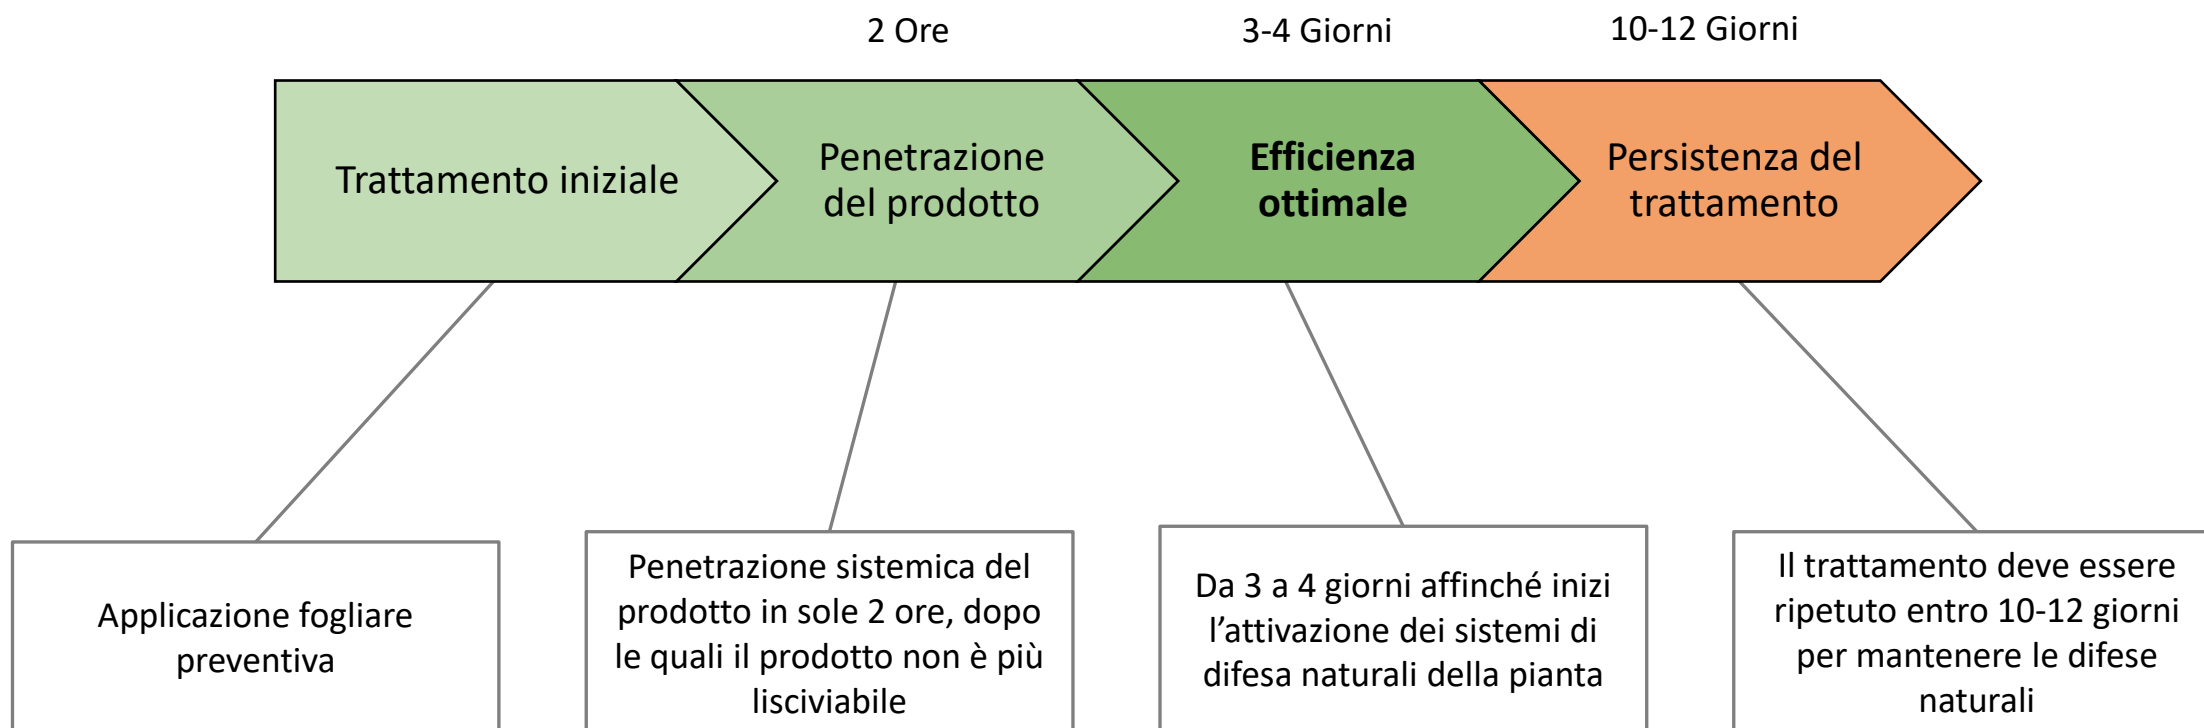 2 Ore
3-4 Giorni
10-12 Giorni
Trattamento iniziale
Penetrazione
del prodotto
Efficienza
ottimale
Persistenza del
trattamento
Applicazione fogliare
preventiva
Penetrazione sistemica del
prodotto in sole 2 ore, dopo
le quali il prodotto non è più
lisciviabile
Da 3 a 4 giorni affinché inizi
l’attivazione dei sistemi di
difesa naturali della pianta
Il trattamento deve essere
ripetuto entro 10-12 giorni
per mantenere le difese
naturali